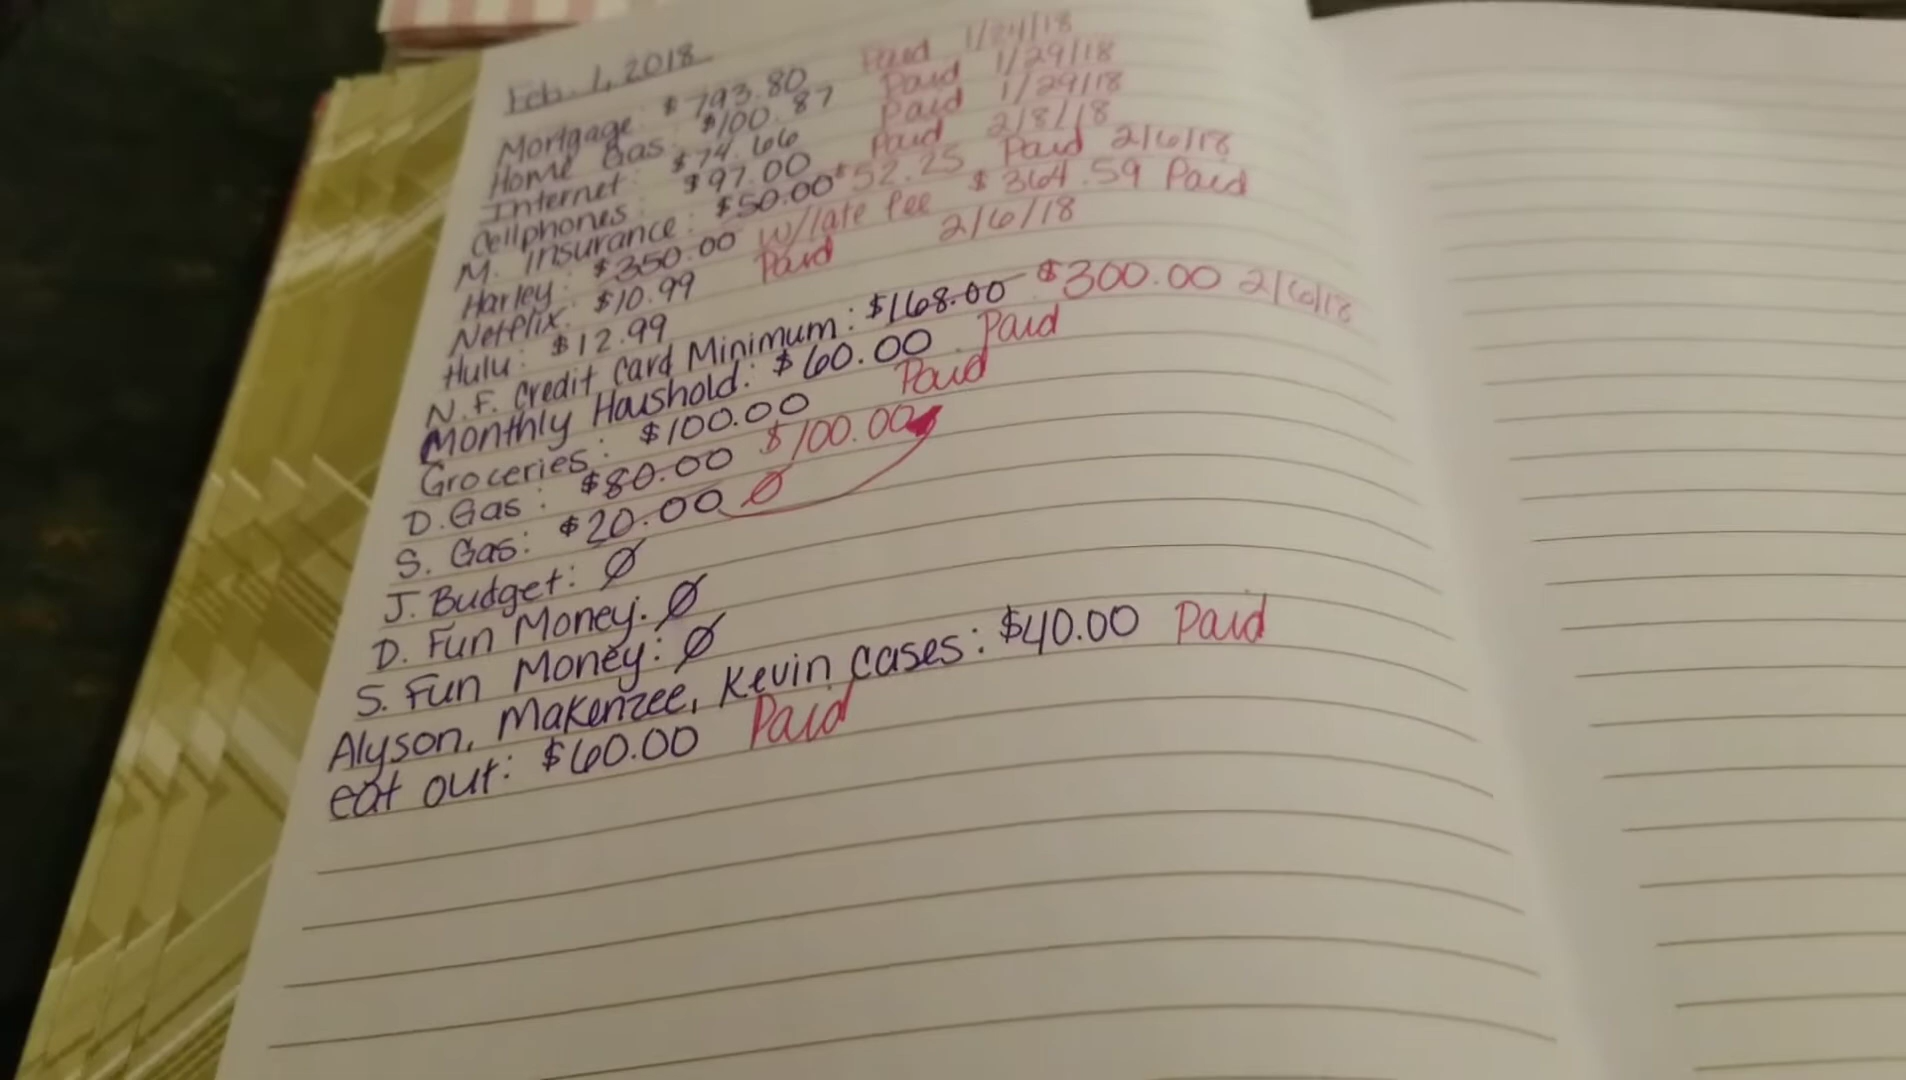 Feb. 1, 2018
Mortgage: $793.80 Paid 1/24/18
Home Gas: $100.87 Paid 1/29/18
Internet: $74.66 Paid 1/29/18
Cellphones: $97.00 Paid 2/8/18
M. Insurance: $50.00 $52.25 Paid 2/6/18
Harley: $350.00 w/late fee $364.59 Paid
Netflix: $10.99 Paid 2/6/18
Hulu: $12.99
N.F. Credit Card Minimum: $168.00 $300.00 2/6/18
Monthly Haushold: $60.00 Paid
Groceries: $100.00 Paid
D. Gas: $80.00 $100.00
S. Gas: $20.00 Ø
J. Budget: Ø
D. Fun Money: Ø
S. Fun Money: Ø
Alyson, Makenzee, Kevin cases: $40.00 Paid
eat out: $60.00 Paid